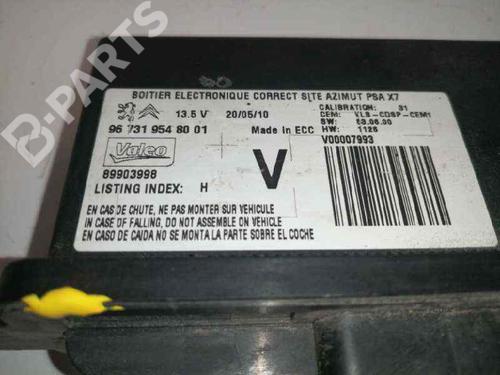 B-PARTS
BOITIER ELECTRONIQUE CORRECT SITE AZIMUT PSA X7
13.5 V 20/05/10
CALIBRATION: 31
CEM: VLS-CDSP-CEM1
SW: 53.06.00
HW: 1126
96 731 954 80 01
Made in ECC
V00007993
Valeo
89903998
LISTING INDEX: H
V
EN CAS DE CHUTE, NE PAS MONTER SUR VEHICULE
IN CASE OF FALLING, DO NOT ASSEMBLE ON VEHICLE
EN CASO DE CAIDA NO SE MONTA LA PARTE SOBRE EL COCHE